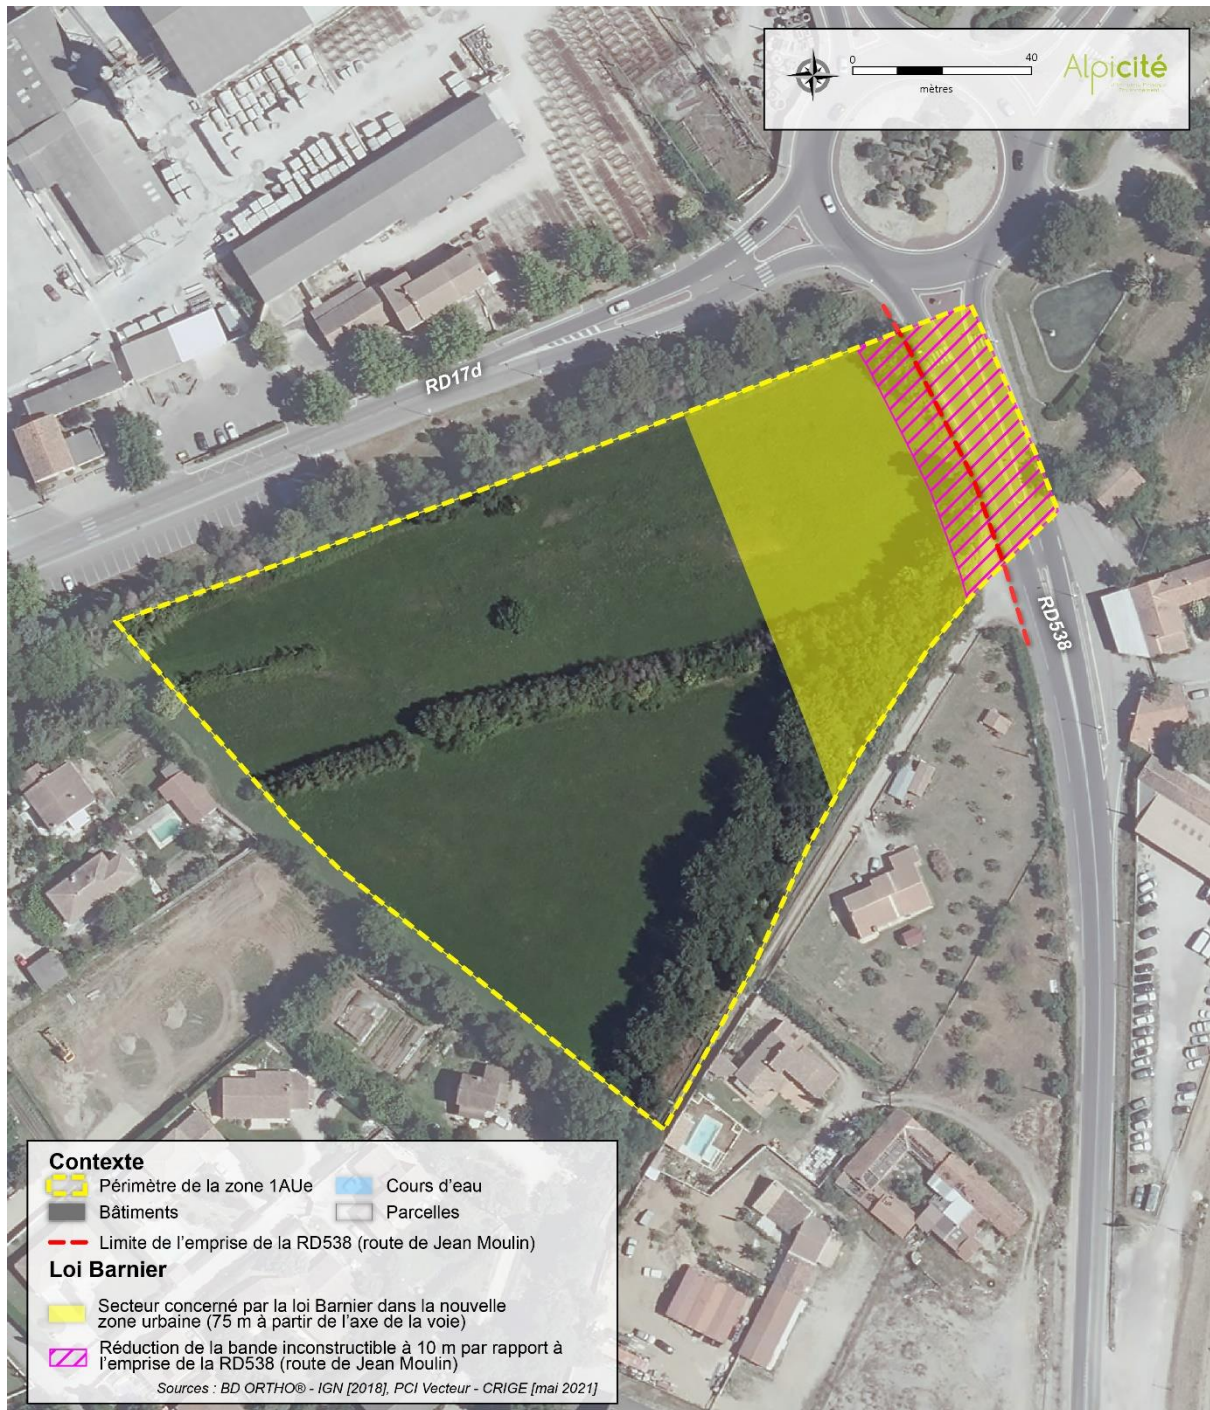 0 40
mètres
Alpicité
RD17d
RD538
Contexte
Périmètre de la zone 1AUe
Cours d'eau
Bâtiments
Parcelles
Limite de l'emprise de la RD538 (route de Jean Moulin)
Loi Barnier
Secteur concerné par la loi Barnier dans la nouvelle
zone urbaine (75 m à partir de l'axe de la voie)
Réduction de la bande inconstructible à 10 m par rapport à
l'emprise de la RD538 (route de Jean Moulin)
Sources : BD ORTHO® - IGN [2018], PCI Vecteur - CRIGE [mai 2021]